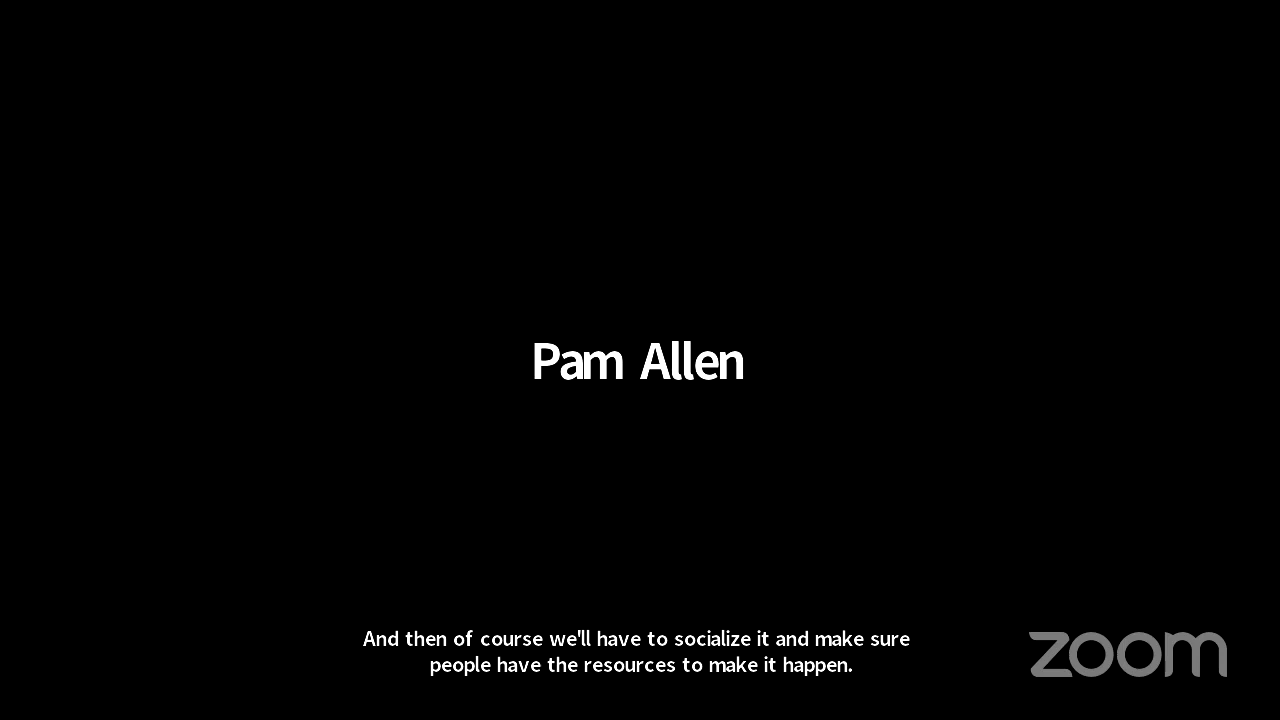 Pam Allen
And then of course we'll have to socialize it and make sure
people have the resources to make it happen.
zoom